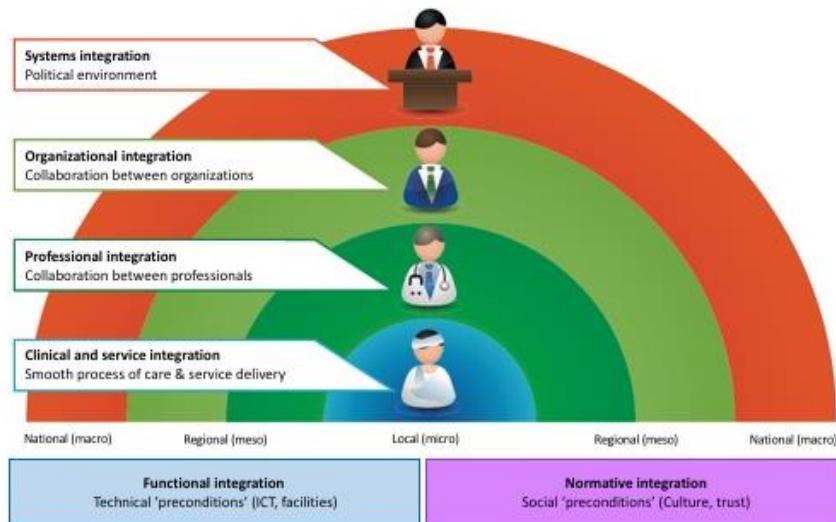 Systems integration
Political environment
Organizational integration
Collaboration between organizations
Professional integration
Collaboration between professionals
Clinical and service integration
Smooth process of care & service delivery
National (macro)
Regional (meso)
Local (micro)
Regional (meso)
National (macro)
Functional integration
Technical 'preconditions' (ICT, facilities)
Normative integration
Social 'preconditions' (Culture, trust)